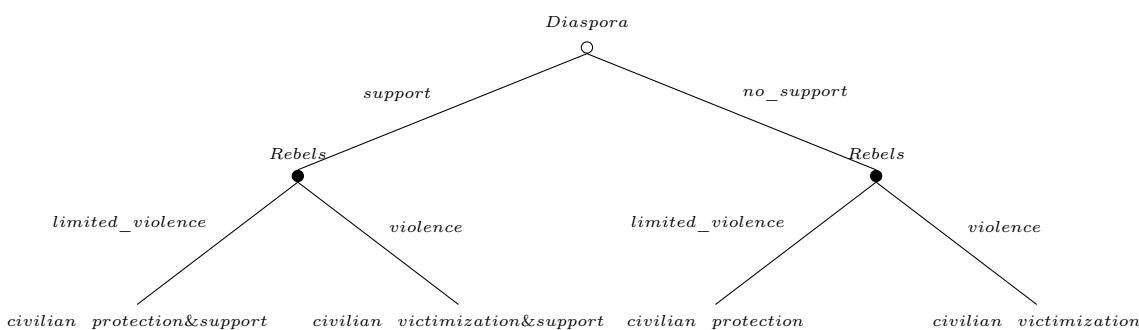 Diaspora
support
no_support
Rebels
Rebels
limited_violence
violence
limited_violence
violence
civilian protection&support
civilian victimization&support
civilian protection
civilian victimization